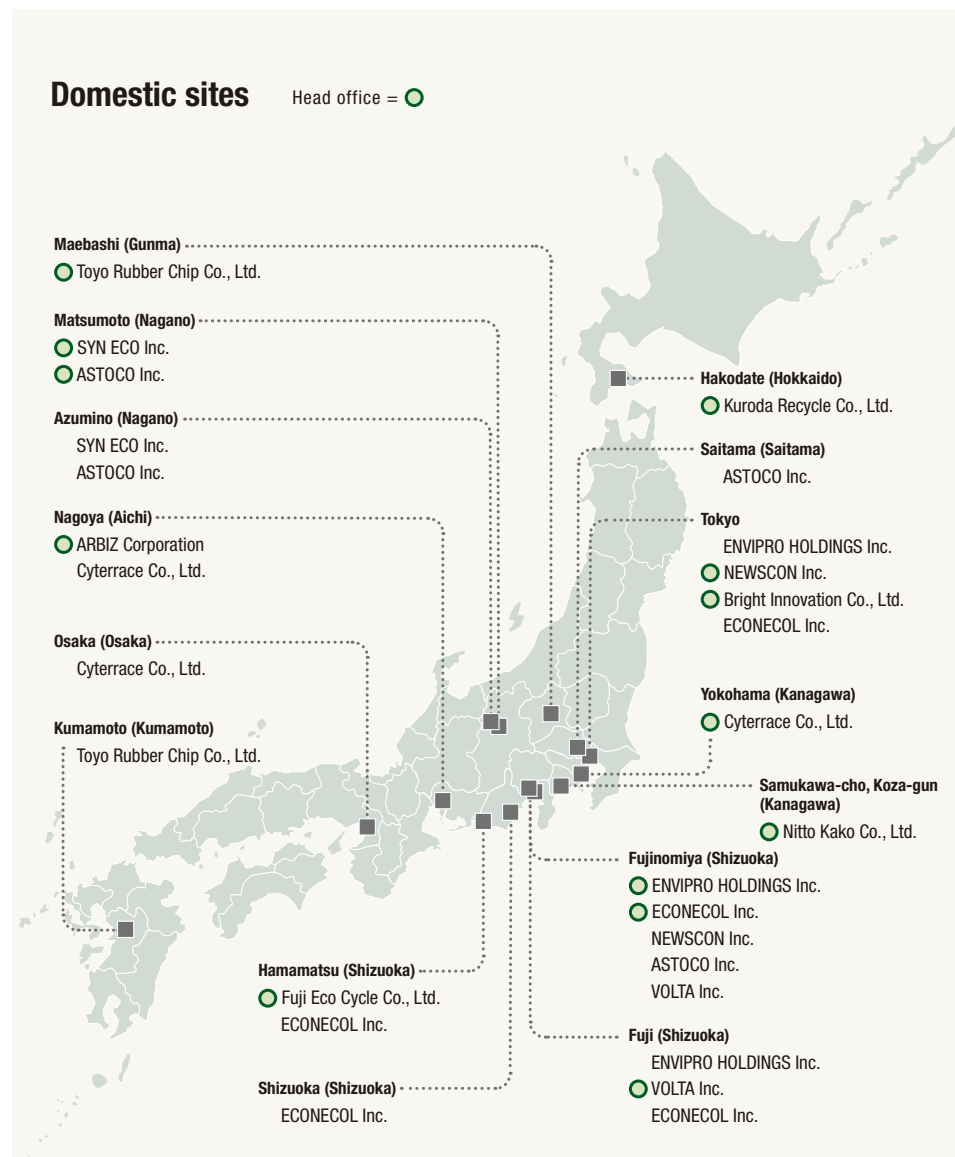 Domestic sites
Head office =
Maebashi (Gunma)
Toyo Rubber Chip Co., Ltd.
Matsumoto (Nagano)
SYN ECO Inc.
ASTOCO Inc.
Azumino (Nagano)
SYN ECO Inc.
ASTOCO Inc.
Nagoya (Aichi)
ARBIZ Corporation
Cyterrace Co., Ltd.
Osaka (Osaka)
Cyterrace Co., Ltd.
Kumamoto (Kumamoto)
Toyo Rubber Chip Co., Ltd.
Hakodate (Hokkaido)
Kuroda Recycle Co., Ltd.
Saitama (Saitama)
ASTOCO Inc.
Tokyo
ENVIPRO HOLDINGS Inc.
NEWSCON Inc.
Bright Innovation Co., Ltd.
ECONECOL Inc.
Yokohama (Kanagawa)
Cyterrace Co., Ltd.
Samukawa-cho, Koza-gun
(Kanagawa)
Nitto Kako Co., Ltd.
Fujinomiya (Shizuoka)
ENVIPRO HOLDINGS Inc.
ECONECOL Inc.
NEWSCON Inc.
ASTOCO Inc.
VOLTA Inc.
Hamamatsu (Shizuoka)
Fuji Eco Cycle Co., Ltd.
ECONECOL Inc.
Shizuoka (Shizuoka)
ECONECOL Inc.
Fuji (Shizuoka)
ENVIPRO HOLDINGS Inc.
VOLTA Inc.
ECONECOL Inc.